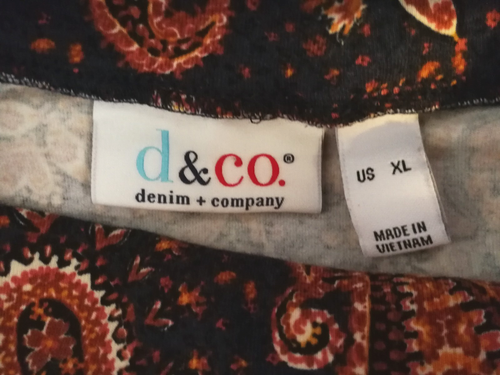 d&co.®
denim + company
US XL
MADE IN
VIETNAM